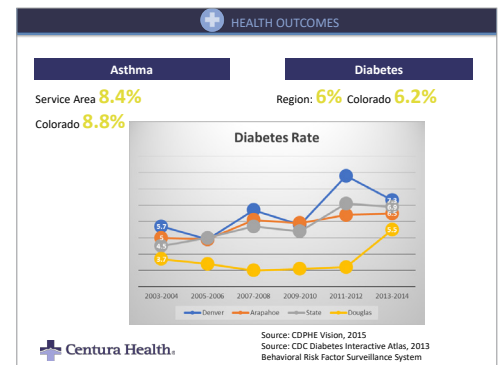 HEALTH OUTCOMES
Asthma
Diabetes
Service Area 8.4%
Region: 6% Colorado 6.2%
Colorado 8.8%
Diabetes Rate
7.3
6.9
6.5
5.7
5
4.5
3.7
5.5
2003-2004 2005-2006 2007-2008 2009-2010 2011-2012 2013-2014
Denver Arapahoe State Douglas
Source: CDPHE Vision, 2015
Source: CDC Diabetes Interactive Atlas, 2013
Behavioral Risk Factor Surveillance System
Centura Health.